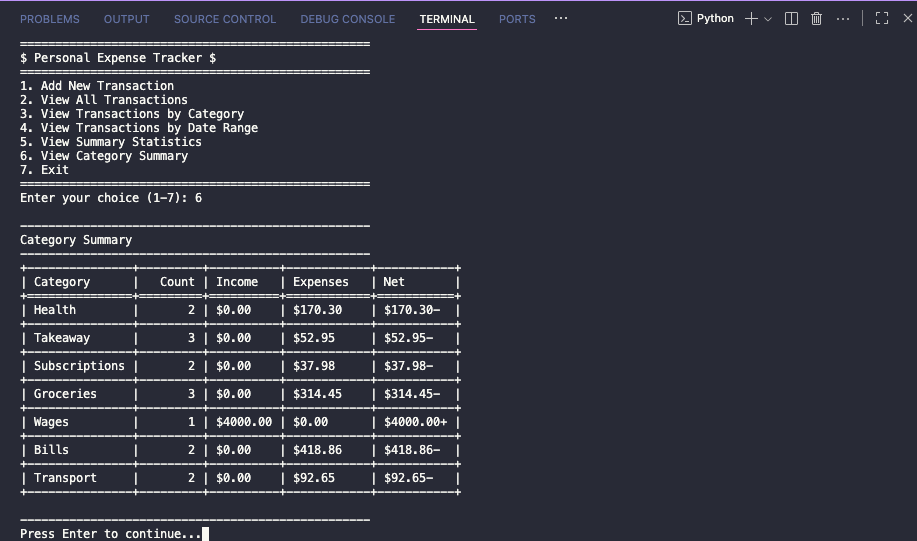 PROBLEMS OUTPUT SOURCE CONTROL DEBUG CONSOLE TERMINAL PORTS ... Python
==================================================
$ Personal Expense Tracker $
==================================================
1. Add New Transaction
2. View All Transactions
3. View Transactions by Category
4. View Transactions by Date Range
5. View Summary Statistics
6. View Category Summary
7. Exit
==================================================
Enter your choice (1-7): 6
--------------------------------------------------
Category Summary
--------------------------------------------------
+---------------+---------+----------+------------+-----------+
| Category      |   Count | Income   | Expenses   | Net       |
+===============+=========+==========+============+===========+
| Health        |       2 | $0.00    | $170.30    | $170.30-  |
+---------------+---------+----------+------------+-----------+
| Takeaway      |       3 | $0.00    | $52.95     | $52.95-   |
+---------------+---------+----------+------------+-----------+
| Subscriptions |       2 | $0.00    | $37.98     | $37.98-   |
+---------------+---------+----------+------------+-----------+
| Groceries     |       3 | $0.00    | $314.45    | $314.45-  |
+---------------+---------+----------+------------+-----------+
| Wages         |       1 | $4000.00 | $0.00      | $4000.00+ |
+---------------+---------+----------+------------+-----------+
| Bills         |       2 | $0.00    | $418.86    | $418.86-  |
+---------------+---------+----------+------------+-----------+
| Transport     |       2 | $0.00    | $92.65     | $92.65-   |
+---------------+---------+----------+------------+-----------+
--------------------------------------------------
Press Enter to continue...